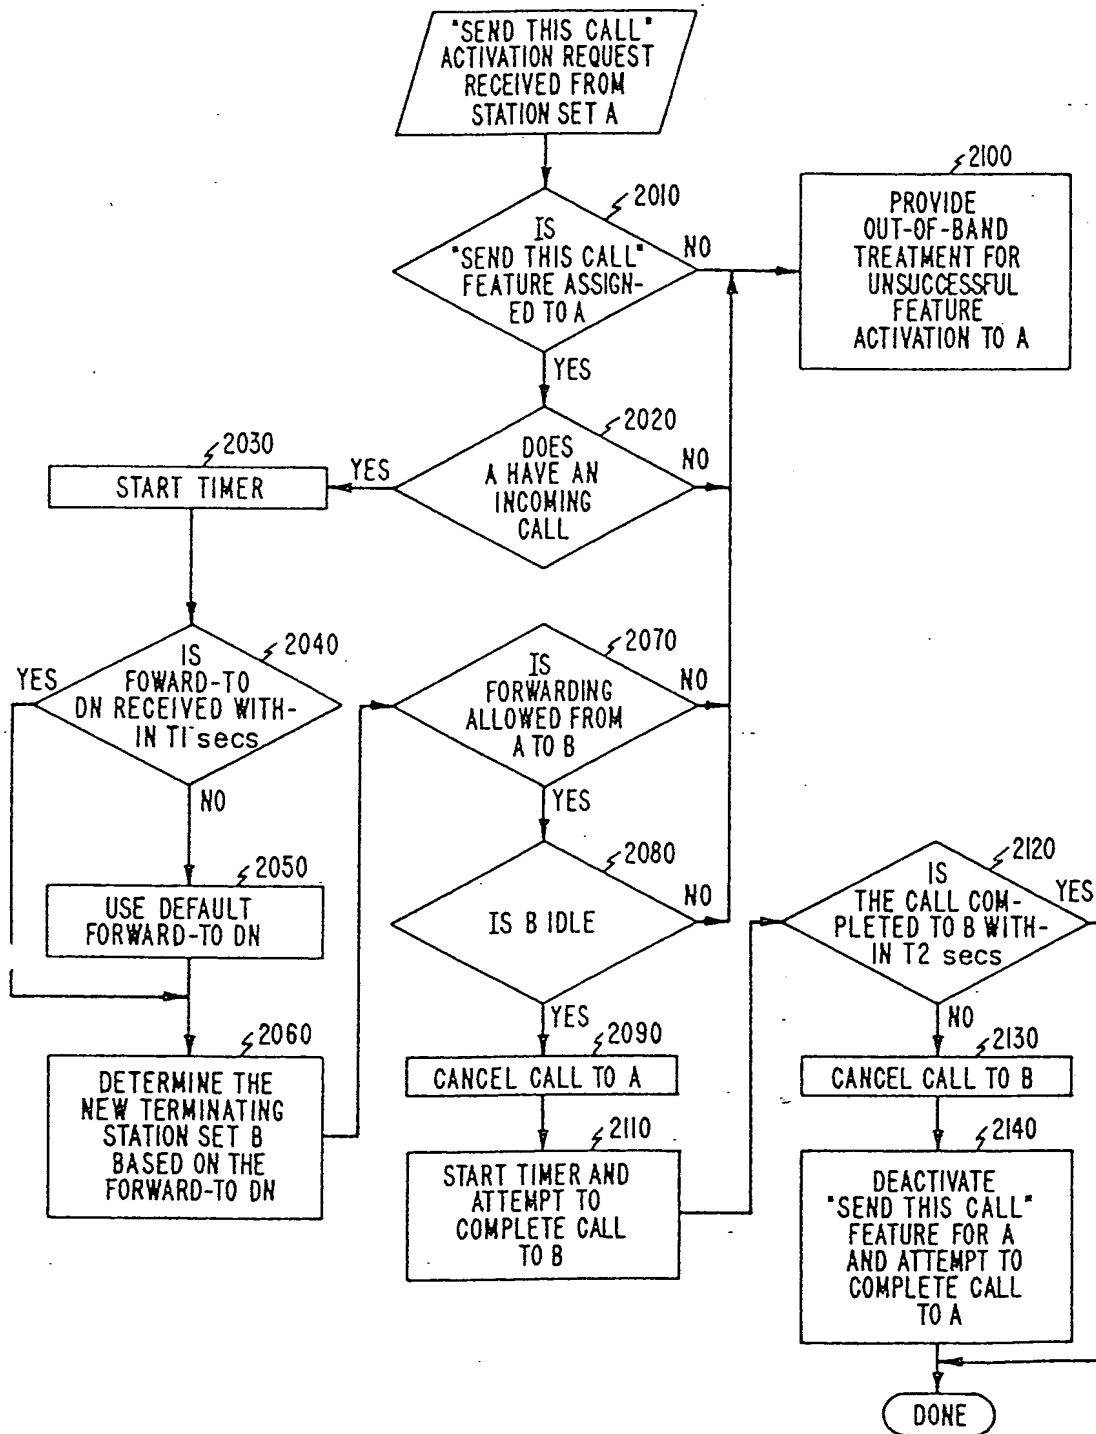 "SEND THIS CALL"
ACTIVATION REQUEST
RECEIVED FROM
STATION SET A
2010
IS
"SEND THIS CALL"
FEATURE ASSIGN-
ED TO A
NO
YES
2100
PROVIDE
OUT-OF-BAND
TREATMENT FOR
UNSUCCESSFUL
FEATURE
ACTIVATION TO A
2020
DOES
A HAVE AN
INCOMING
CALL
YES
NO
2030
START TIMER
2040
IS
FOWARD-TO
DN RECEIVED WITH-
IN T1 secs
YES
NO
2050
USE DEFAULT
FORWARD-TO DN
2060
DETERMINE THE
NEW TERMINATING
STATION SET B
BASED ON THE
FORWARD-TO DN
2070
IS
FORWARDING
ALLOWED FROM
A TO B
NO
YES
2080
IS B IDLE
NO
YES
2090
CANCEL CALL TO A
2110
START TIMER AND
ATTEMPT TO
COMPLETE CALL
TO B
2120
IS
THE CALL COM-
PLETED TO B WITH-
IN T2 secs
YES
NO
2130
CANCEL CALL TO B
2140
DEACTIVATE
"SEND THIS CALL"
FEATURE FOR A
AND ATTEMPT TO
COMPLETE CALL
TO A
DONE